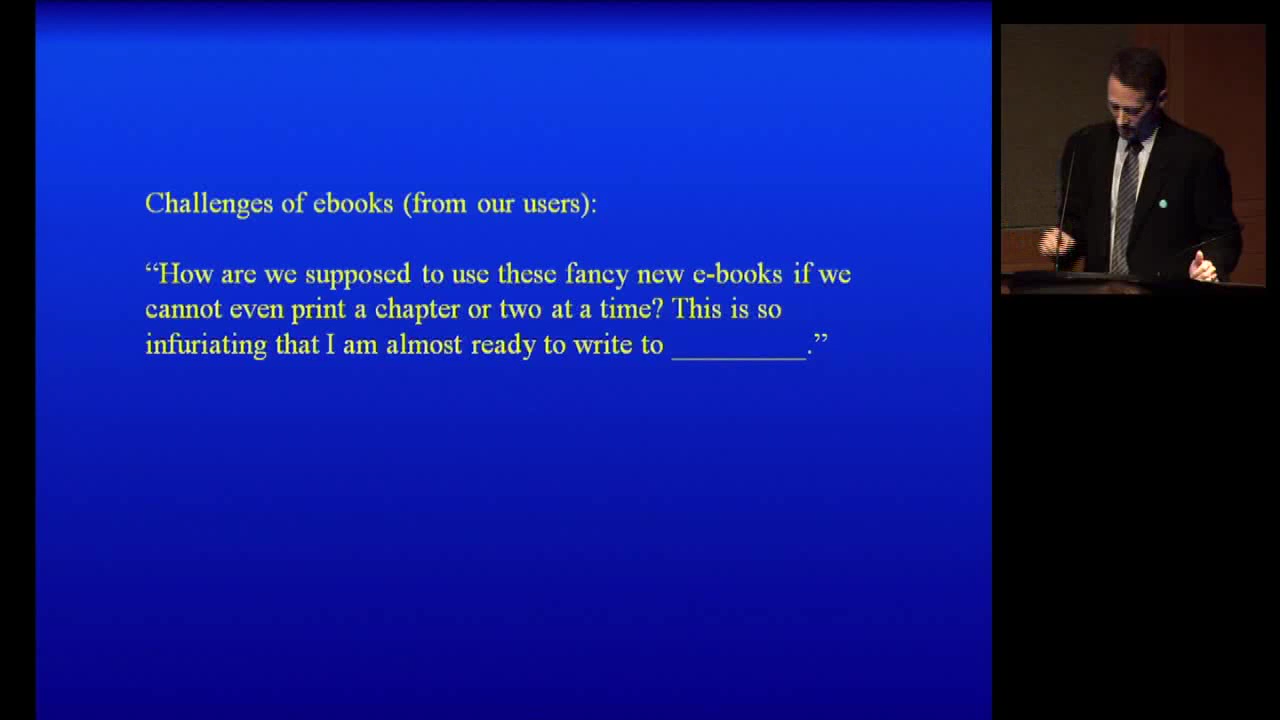 Challenges of ebooks (from our users):
“How are we supposed to use these fancy new e-books if we
cannot even print a chapter or two at a time? This is so
infuriating that I am almost ready to write to __________.”